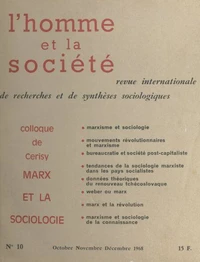 l'homme
et la
société
revue internationale
de recherches et de synthèses sociologiques
colloque
de
Cerisy
MARX
ET LA
SOCIOLOGIE
marxisme et sociologie
mouvements révolutionnaires et marxisme
bureaucratie et société post-capitaliste
tendances de la sociologie marxiste
dans les pays socialistes
données théoriques
du renouveau tchécoslovaque
weber ou marx
marx et la révolution
marxisme et sociologie
de la connaissance
N° 10
Octobre Novembre Décembre 1968
15 F.